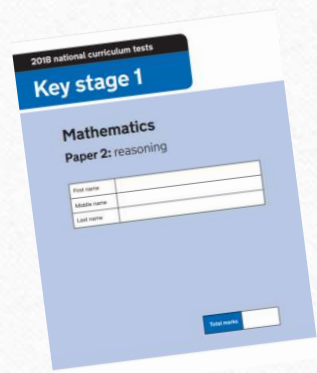 2018 national curriculum tests
Key stage 1
Mathematics
Paper 2: reasoning
First name
Middle name
Last name
Total marks